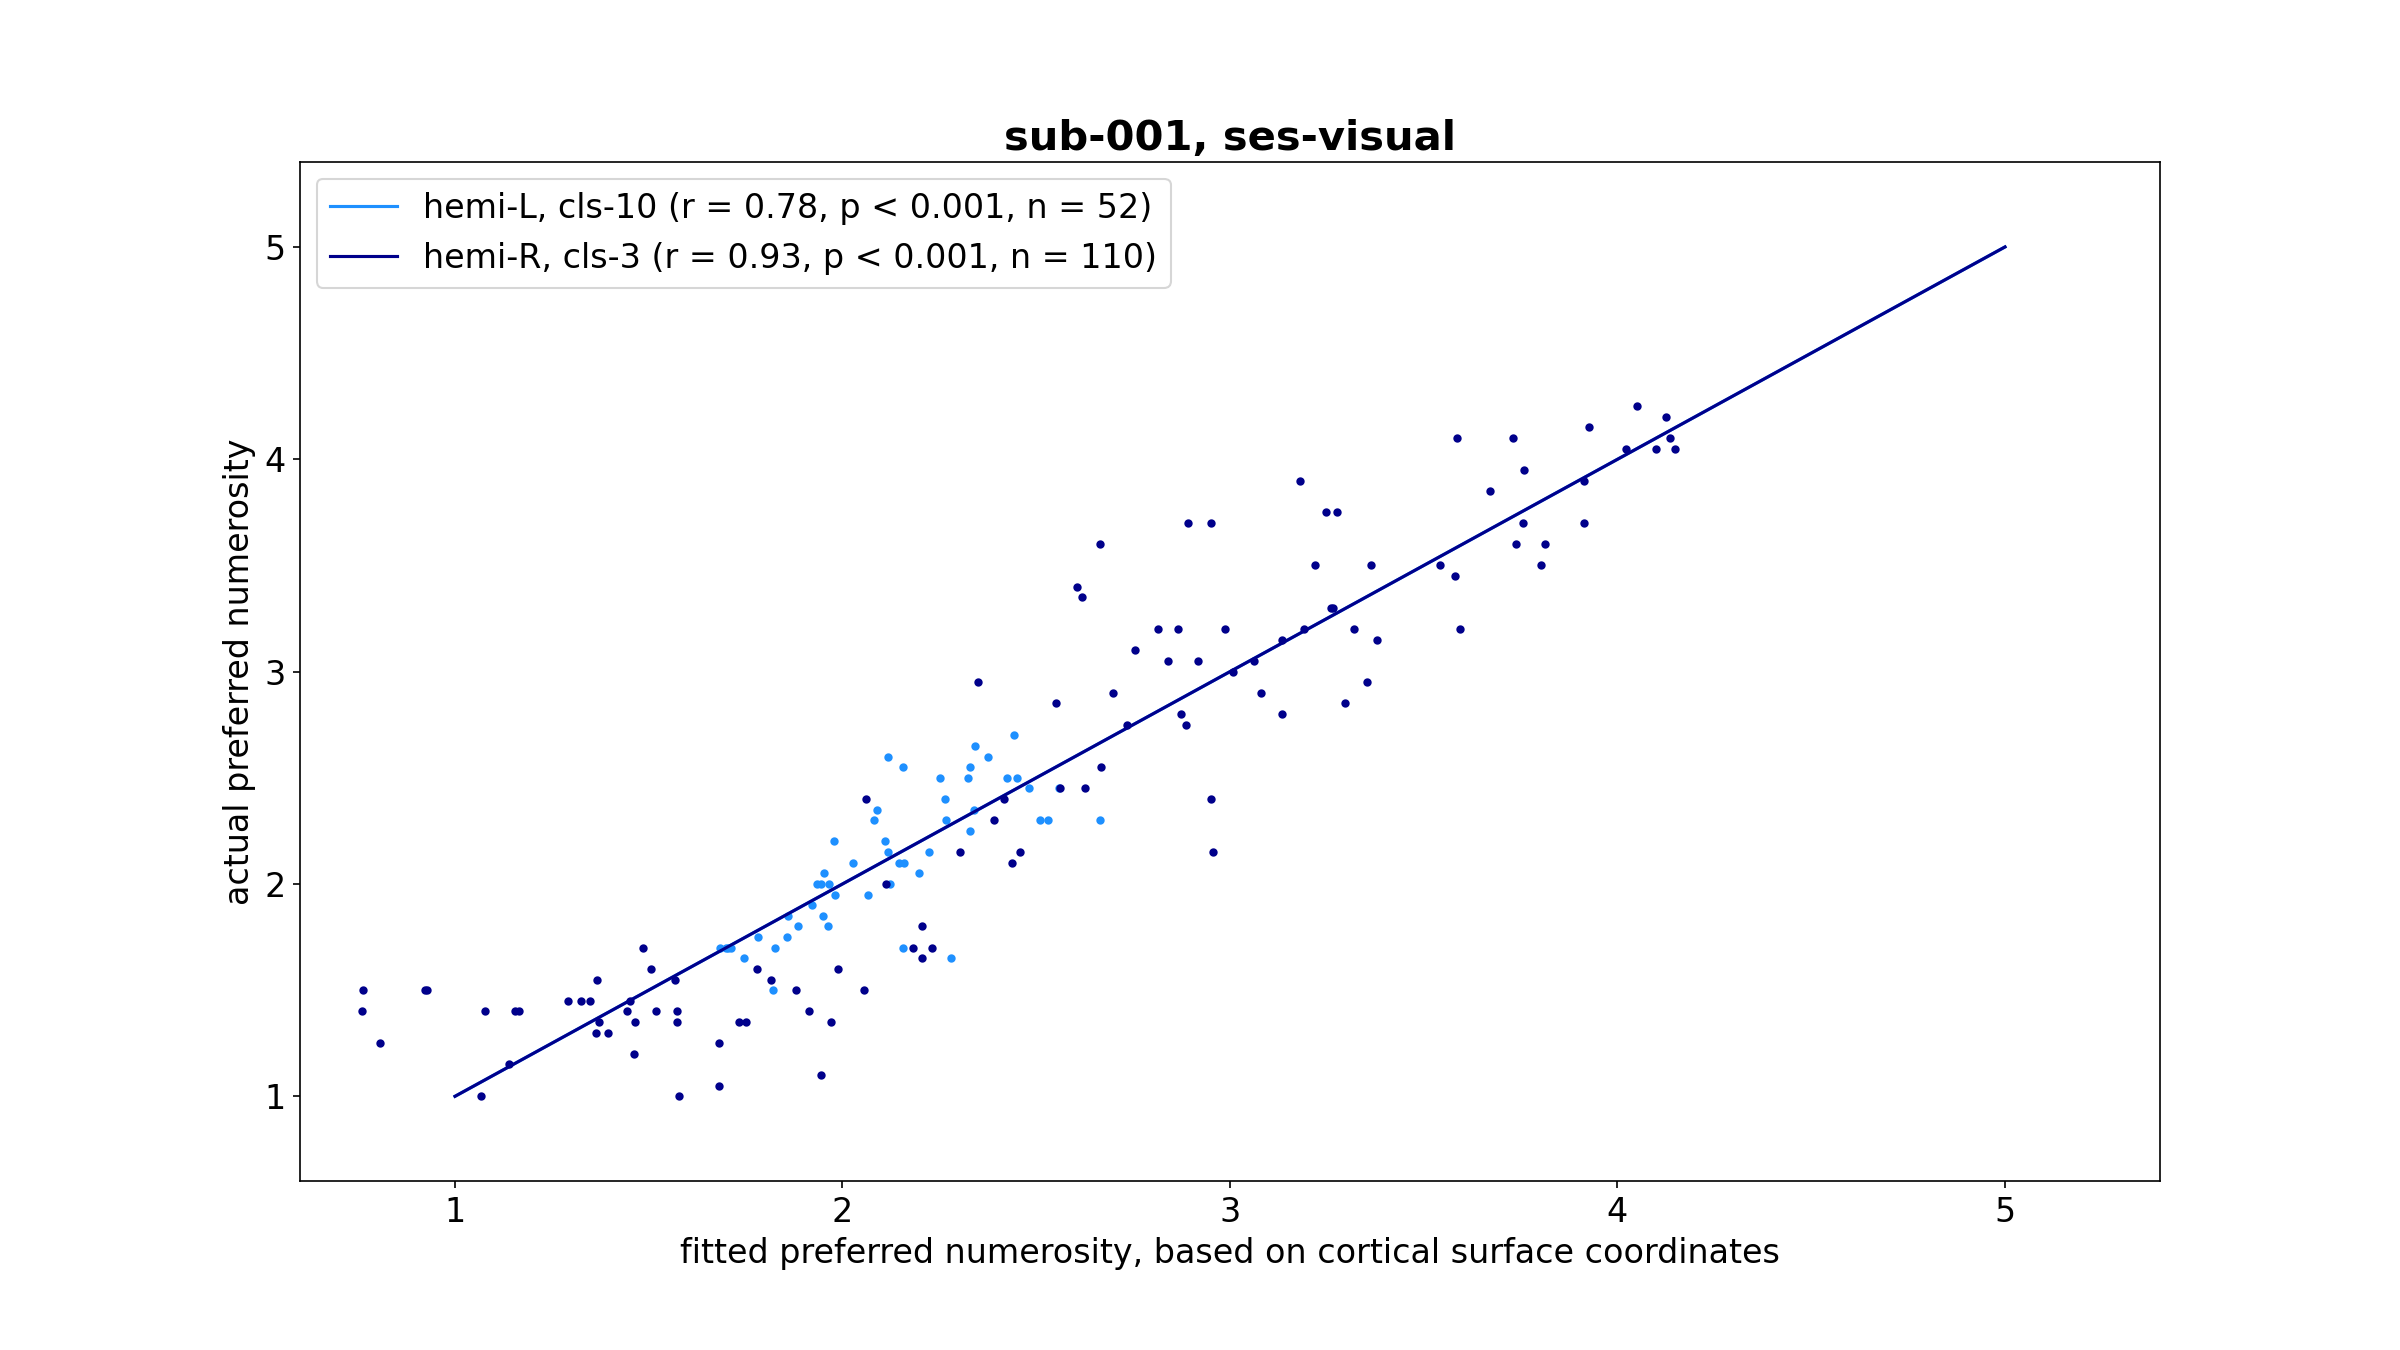 sub-001, ses-visual
hemi-L, cls-10 (r = 0.78, p < 0.001, n = 52)
hemi-R, cls-3 (r = 0.93, p < 0.001, n = 110)
actual preferred numerosity
5
4
3
2
1
1 2 3 4 5
fitted preferred numerosity, based on cortical surface coordinates